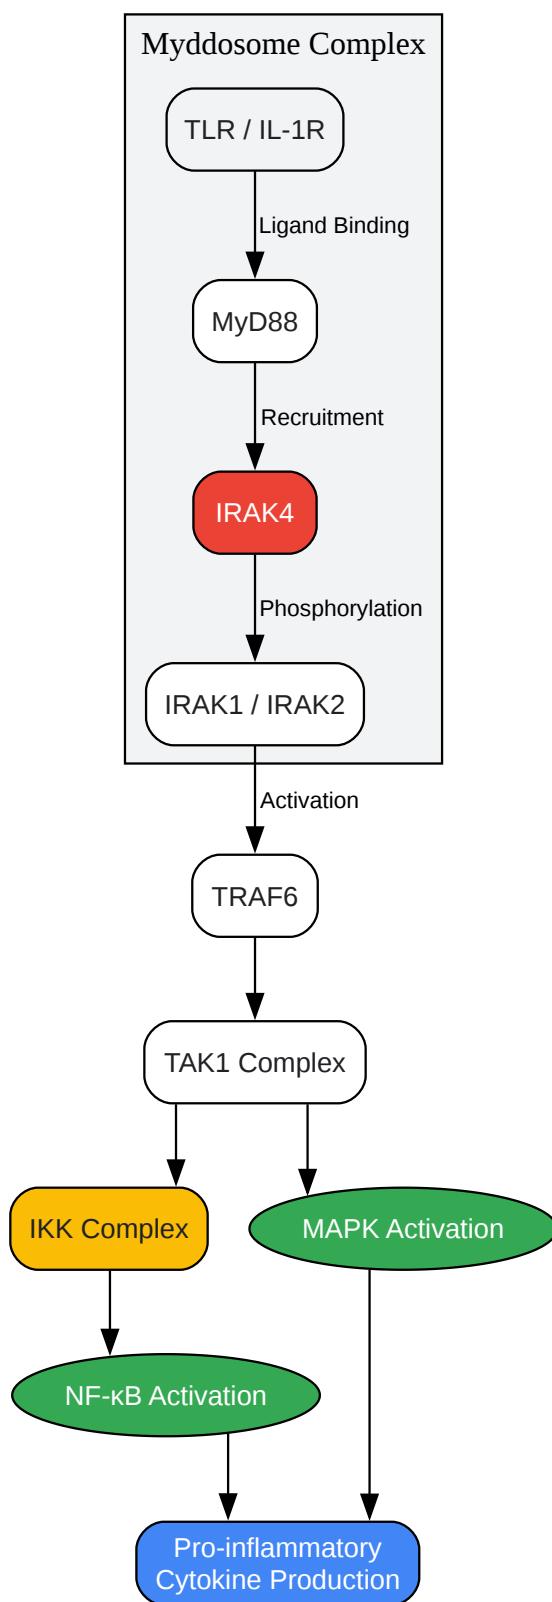 Myddosome Complex
TLR / IL-1R
Ligand Binding
MyD88
Recruitment
IRAK4
Phosphorylation
IRAK1 / IRAK2
Activation
TRAF6
TAK1 Complex
IKK Complex
MAPK Activation
NF-κB Activation
Pro-inflammatory
Cytokine Production